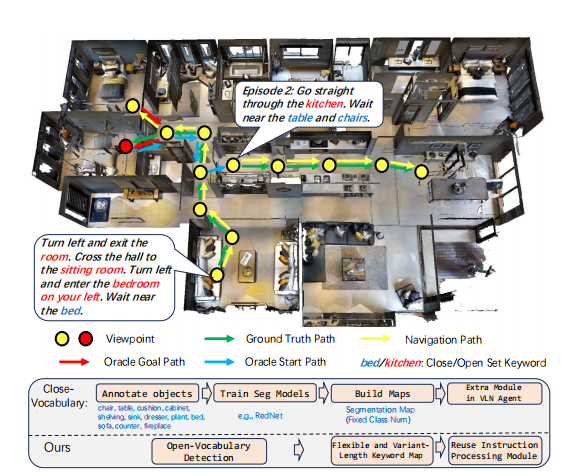 Episode 2: Go straight
through the kitchen. Wait
near the table and chairs.
Turn left and exit the
room. Cross the hall to
the sitting room. Turn left
and enter the bedroom
on your left. Wait near
the bed.
Viewpoint
Ground Truth Path
Navigation Path
Oracle Goal Path
Oracle Start Path
bed/kitchen: Close/Open Set Keyword
Close-
Vocabulary:
Annotate objects
Train Seg Models
Build Maps
Extra Module
in VLN Agent
chair, table, cushion, cabinet,
shelving, sink, dresser, plant, bed,
sofa, counter, fireplace
e.g., RedNet
Segmentation Map
(Fixed Class Num)
Ours
Open-Vocabulary
Detection
Flexible and Variant-
Length Keyword Map
Reuse Instruction
Processing Module